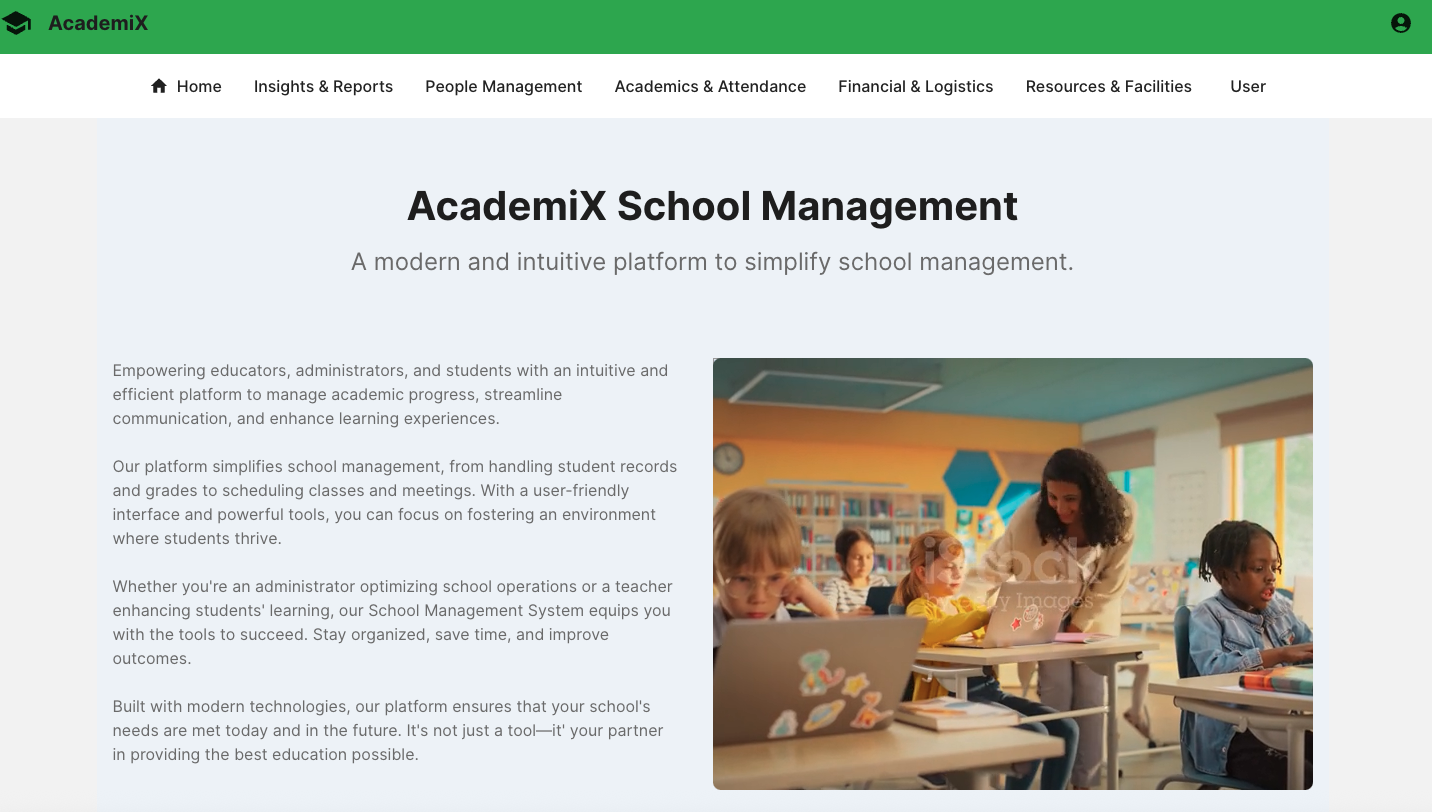 AcademiX
Home Insights & Reports People Management Academics & Attendance Financial & Logistics Resources & Facilities User
AcademiX School Management
A modern and intuitive platform to simplify school management.
Empowering educators, administrators, and students with an intuitive and
efficient platform to manage academic progress, streamline
communication, and enhance learning experiences.
Our platform simplifies school management, from handling student records
and grades to scheduling classes and meetings. With a user-friendly
interface and powerful tools, you can focus on fostering an environment
where students thrive.
Whether you're an administrator optimizing school operations or a teacher
enhancing students' learning, our School Management System equips you
with the tools to succeed. Stay organized, save time, and improve
outcomes.
Built with modern technologies, our platform ensures that your school's
needs are met today and in the future. It's not just a tool—it' your partner
in providing the best education possible.
iStock
by Getty Images